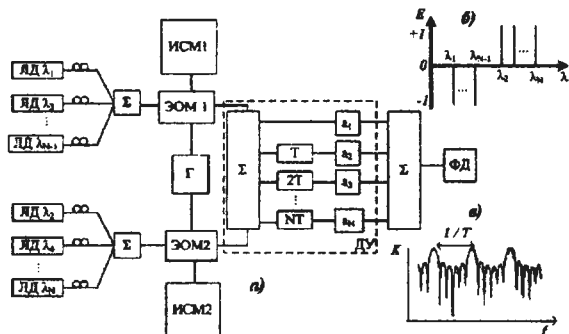 ЛД λ₁
ЛД λ₃
⋮
ЛД λN-1
Σ
ИСМ1
ЭОМ 1
Г
ЛД λ₂
ЛД λ₄
⋮
ЛД λN
Σ
ЭОМ2
ИСМ2
Σ
T
2T
⋮
NT
a₁
a₂
a₃
aN
ДУ
Σ
ФД
а)
б)
E
+1
0
-1
λ₁
λN-1
...
λ₂
λN
...
λ
в)
K
1/T
f